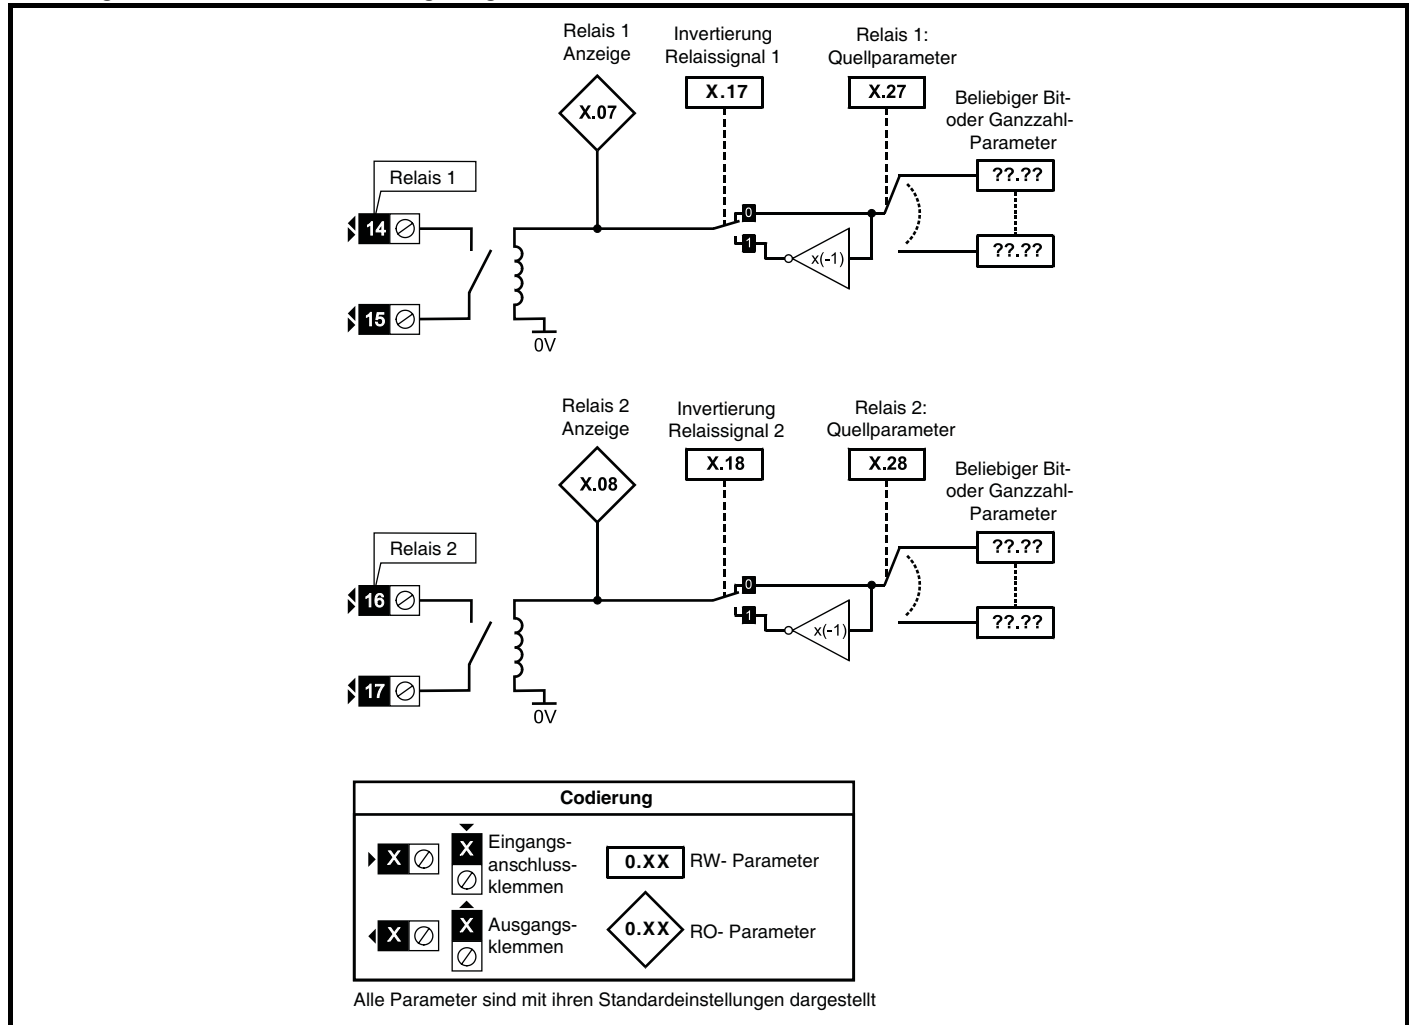 Relais 1
Anzeige
Invertierung
Relaissignal 1
Relais 1:
Quellparameter
X.07
X.17
X.27
Beliebiger Bit-
oder Ganzzahl-
Parameter
??.??
??.??
Relais 1
14
15
0
1
x(-1)
0V
Relais 2
Anzeige
Invertierung
Relaissignal 2
Relais 2:
Quellparameter
X.08
X.18
X.28
Beliebiger Bit-
oder Ganzzahl-
Parameter
??.??
??.??
Relais 2
16
17
0
1
x(-1)
0V
Codierung
X
X
Eingangs-
anschluss-
klemmen
0.XX
RW- Parameter
X
X
Ausgangs-
klemmen
0.XX
RO- Parameter
Alle Parameter sind mit ihren Standardeinstellungen dargestellt